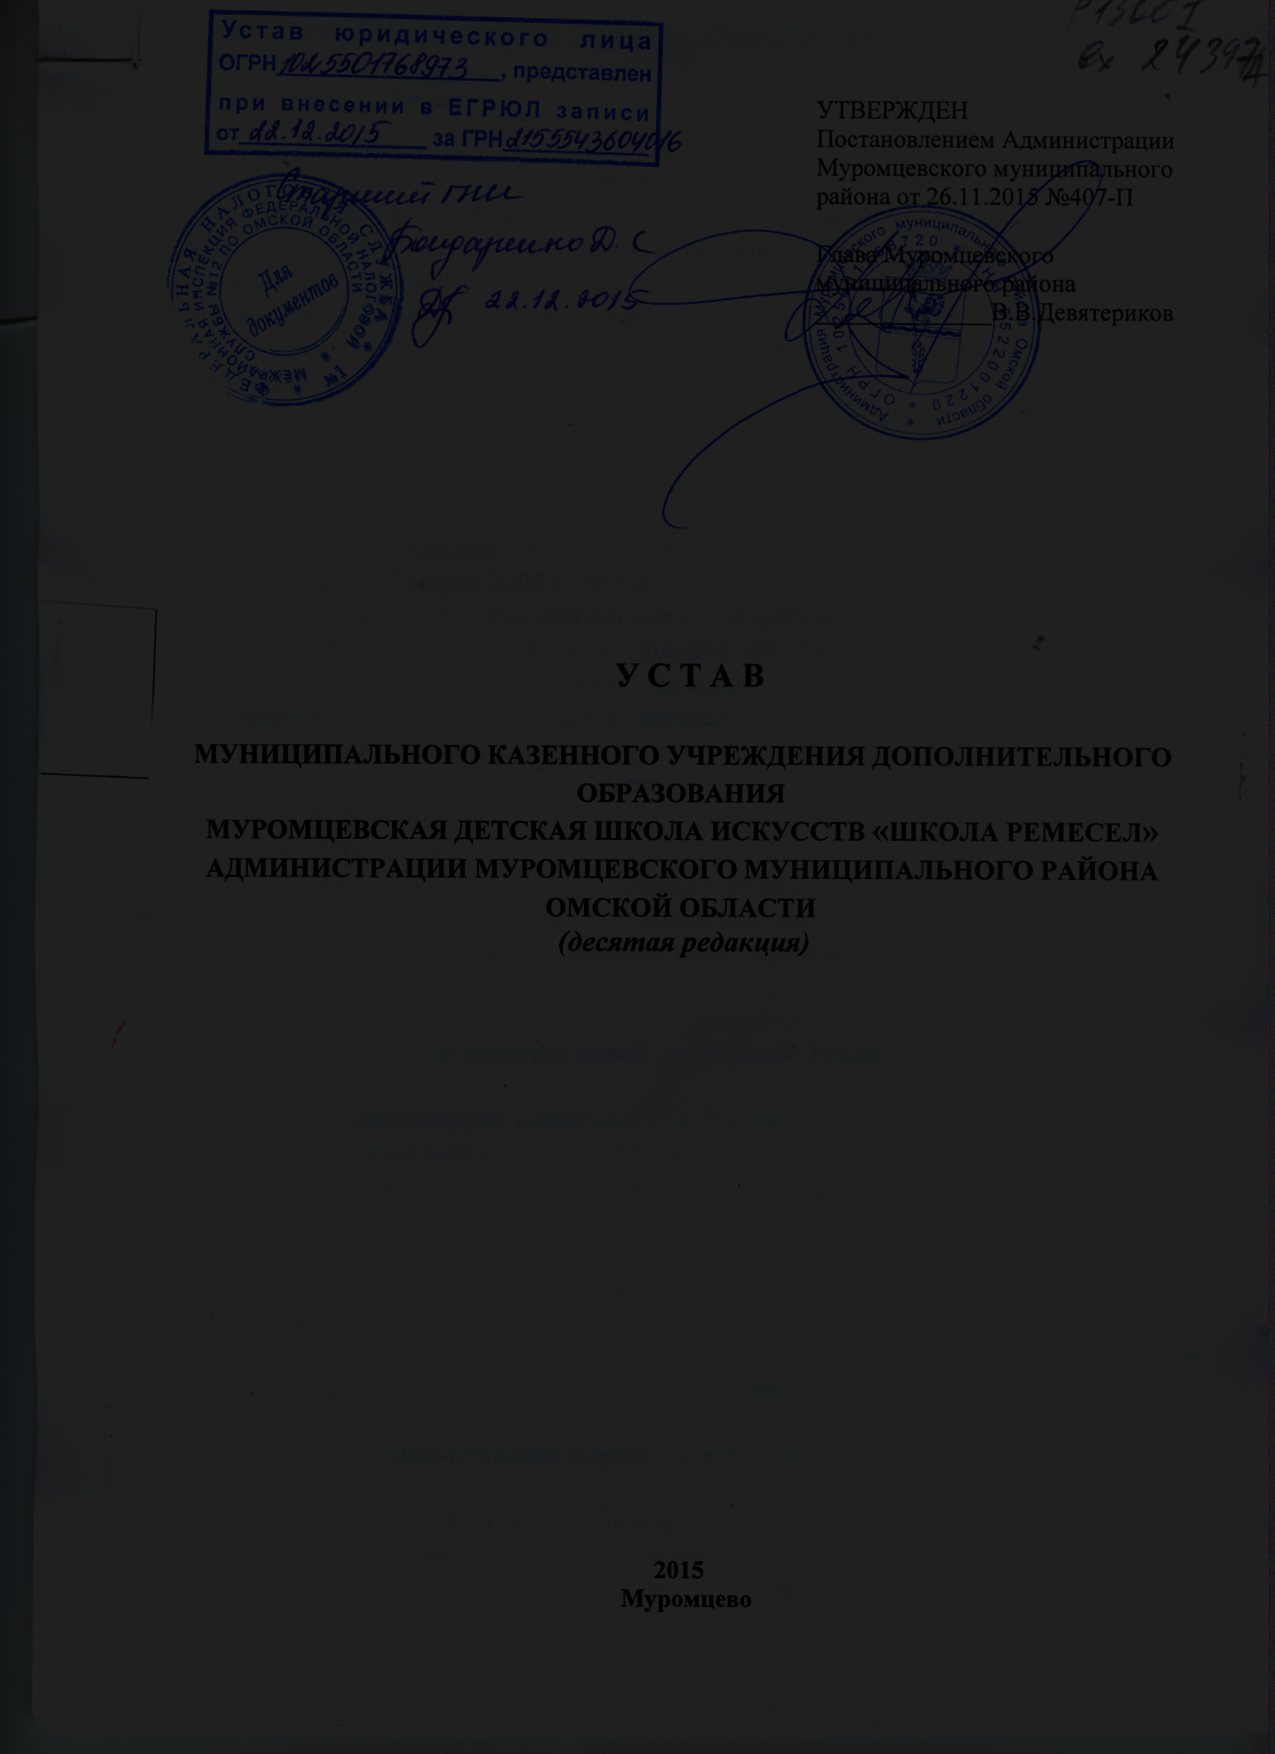 Р13001
вх 24397А
Устав юридического лица
ОГРН 1025501768973, представлен
при внесении в ЕГРЮЛ записи
от 22.12.2015 за ГРН 2155543604016
Старший ГНИ
Бондаренко Д. С
22.12.2015
Для
документов
УТВЕРЖДЕН
Постановлением Администрации
Муромцевского муниципального
района от 26.11.2015 №407-П
Глава Муромцевского
муниципального района
В.В.Девятериков
У С Т А В
МУНИЦИПАЛЬНОГО КАЗЕННОГО УЧРЕЖДЕНИЯ ДОПОЛНИТЕЛЬНОГО
ОБРАЗОВАНИЯ
МУРОМЦЕВСКАЯ ДЕТСКАЯ ШКОЛА ИСКУССТВ «ШКОЛА РЕМЕСЕЛ»
АДМИНИСТРАЦИИ МУРОМЦЕВСКОГО МУНИЦИПАЛЬНОГО РАЙОНА
ОМСКОЙ ОБЛАСТИ
(десятая редакция)
2015
Муромцево